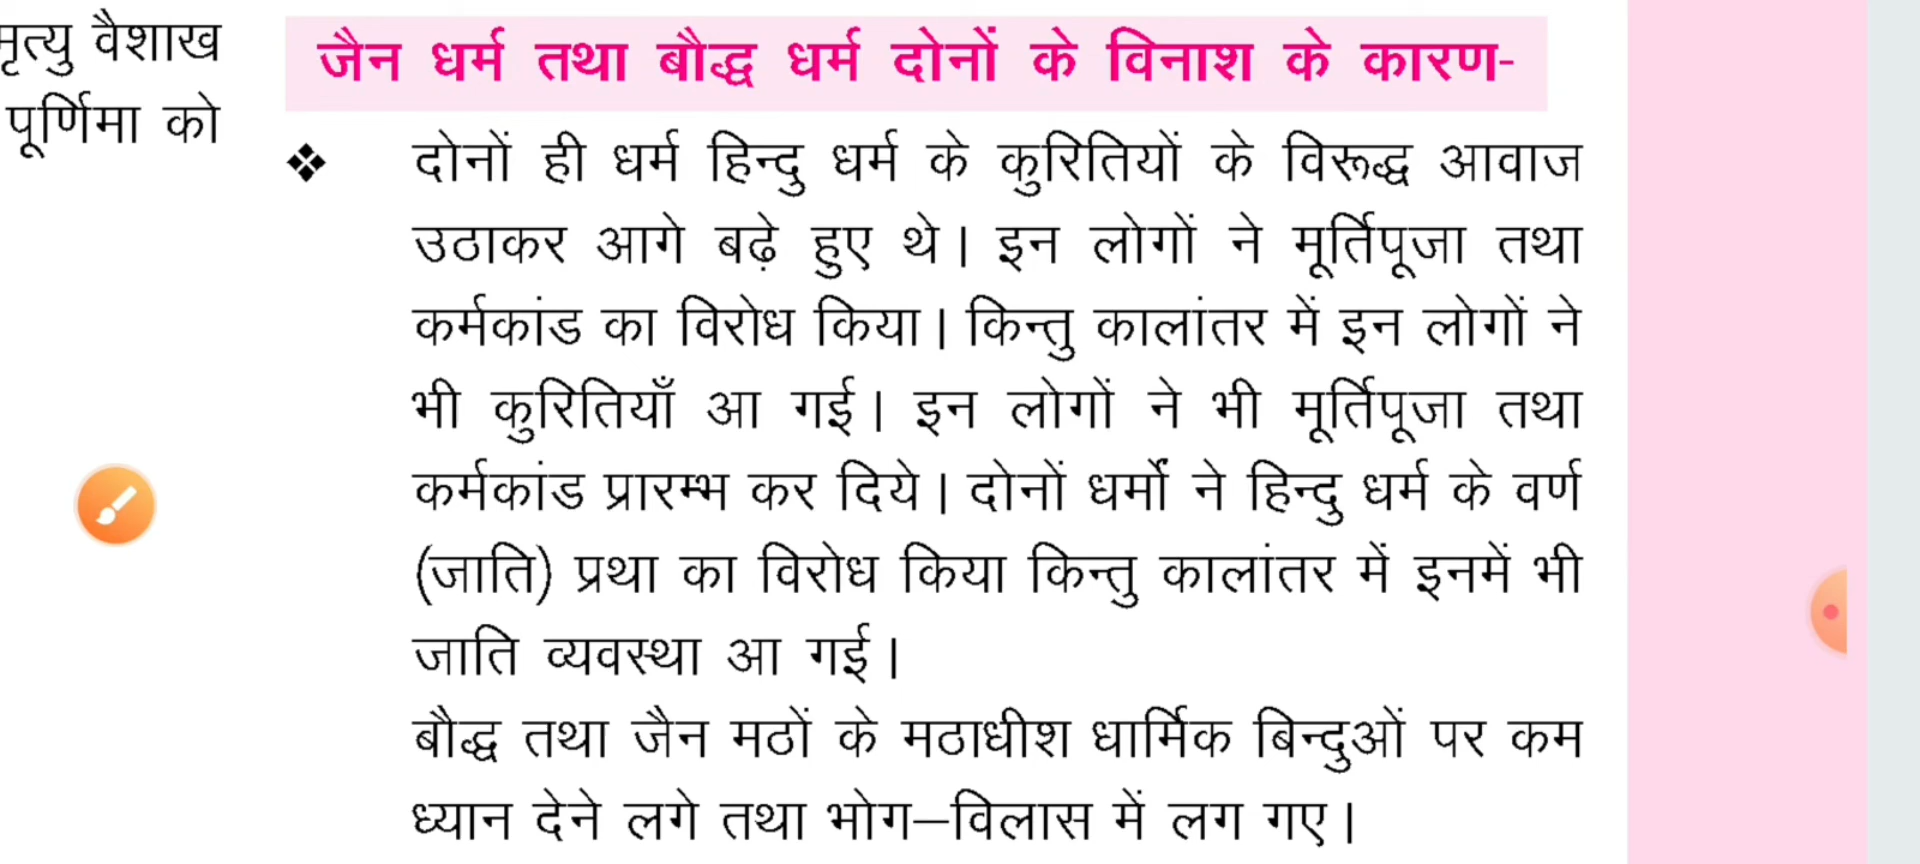 मृत्यु वैशाख
पूर्णिमा को
जैन धर्म तथा बौद्ध धर्म दोनों के विनाश के कारण-
❖ दोनों ही धर्म हिन्दु धर्म के कुरितियों के विरूद्ध आवाज
उठाकर आगे बढ़े हुए थे। इन लोगों ने मूर्तिपूजा तथा
कर्मकांड का विरोध किया। किन्तु कालांतर में इन लोगों ने
भी कुरितियाँ आ गई। इन लोगों ने भी मूर्तिपूजा तथा
कर्मकांड प्रारम्भ कर दिये। दोनों धर्मों ने हिन्दु धर्म के वर्ण
(जाति) प्रथा का विरोध किया किन्तु कालांतर में इनमें भी
जाति व्यवस्था आ गई।
बौद्ध तथा जैन मठों के मठाधीश धार्मिक बिन्दुओं पर कम
ध्यान देने लगे तथा भोग–विलास में लग गए।